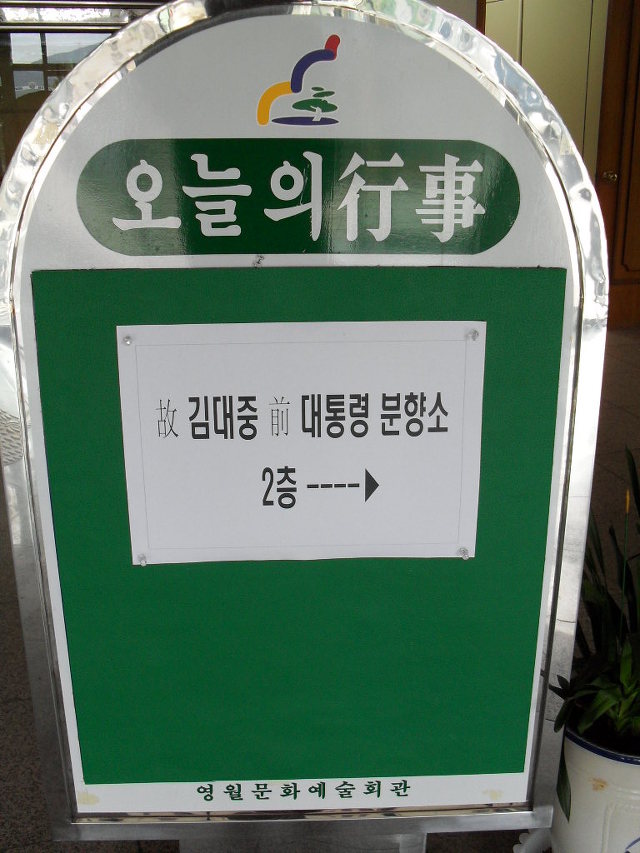 오늘의行事
故 김대중 前 대통령 분향소
2층 ----▶
영월문화예술회관